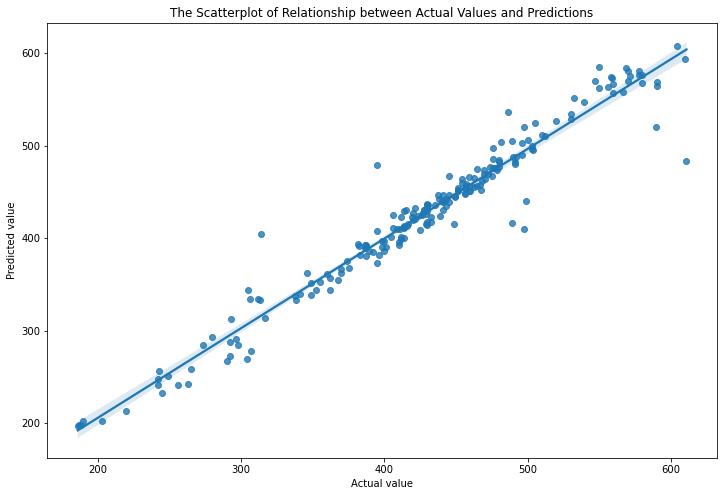 The Scatterplot of Relationship between Actual Values and Predictions
600
500
400
300
200
Predicted value
200 300 400 500 600
Actual value